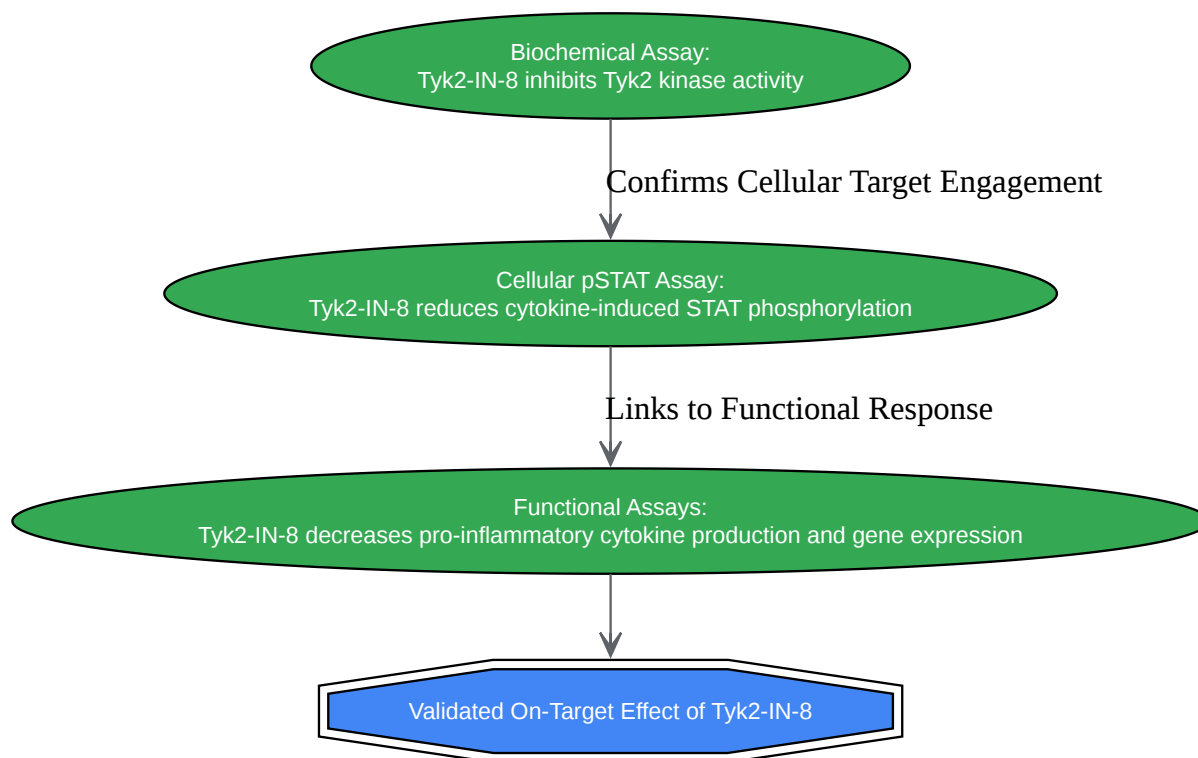 Biochemical Assay:
Tyk2-IN-8 inhibits Tyk2 kinase activity
Confirms Cellular Target Engagement
Cellular pSTAT Assay:
Tyk2-IN-8 reduces cytokine-induced STAT phosphorylation
Links to Functional Response
Functional Assays:
Tyk2-IN-8 decreases pro-inflammatory cytokine production and gene expression
Validated On-Target Effect of Tyk2-IN-8